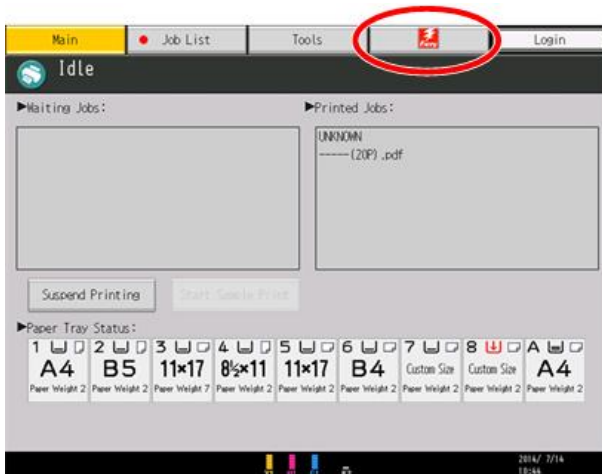 Main
Job List
Tools
Fiery
Login
Idle
▶Waiting Jobs:
▶Printed Jobs:
UNKNOWN
-----(20P).pdf
Suspend Printing
Start Sample Print
▶Paper Tray Status:
1 2 3 4 5 6 7 8 A
A4 B5 11×17 8½×11 11×17 B4 Custom Size Custom Size A4
Paper Weight 2 Paper Weight 2 Paper Weight 7 Paper Weight 2 Paper Weight 7 Paper Weight 2 Paper Weight 2 Paper Weight 2 Paper Weight 2
2014/ 7/14
10:44